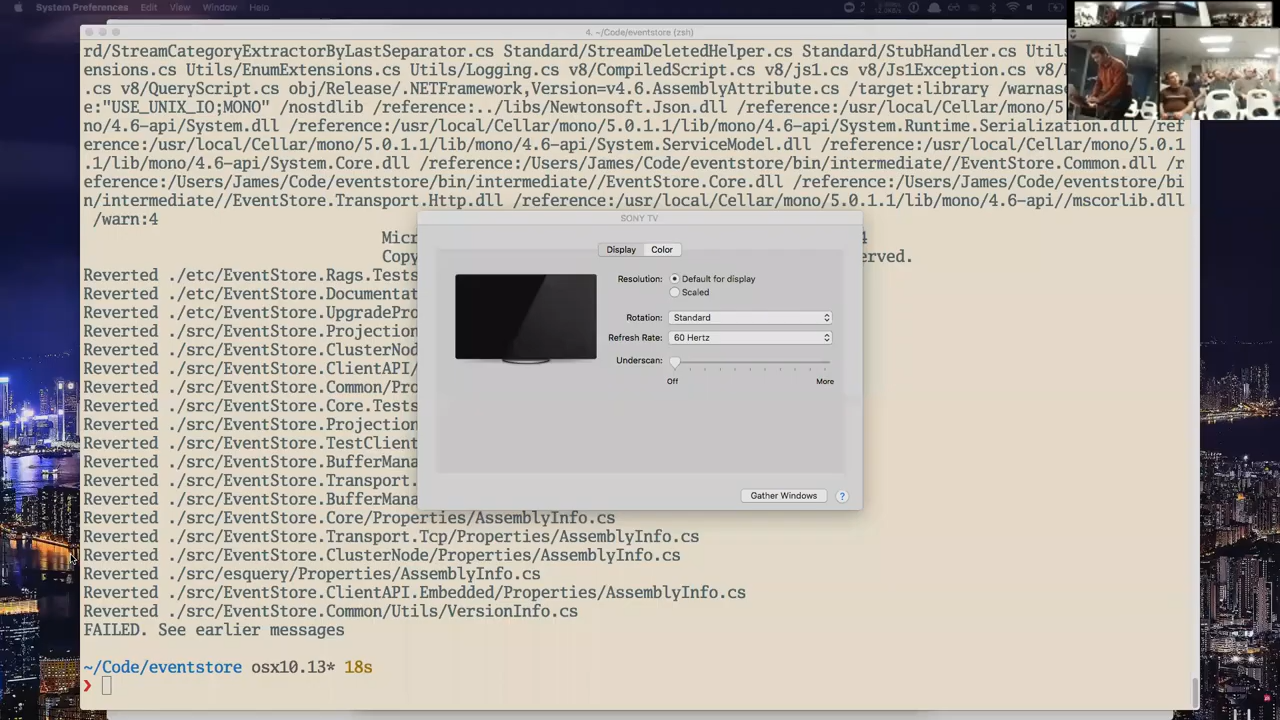 System Preferences Edit View Window Help
4. ~/Code/eventstore (zsh)
rd/StreamCategoryExtractorByLastSeparator.cs Standard/StreamDeletedHelper.cs Standard/StubHandler.cs
ensions.cs Utils/EnumExtensions.cs Utils/Logging.cs v8/CompiledScript.cs v8/js1.cs v8/Js1Exception.cs
v8/QueryScript.cs obj/Release/.NETFramework,Version=v4.6.AssemblyAttribute.cs /target:library
e:"USE_UNIX_IO;MONO" /nostdlib /reference:../libs/Newtonsoft.Json.dll /reference:/usr/local/Cellar/mono/5.0.1.1/lib/mo
no/4.6-api/System.dll /reference:/usr/local/Cellar/mono/5.0.1.1/lib/mono/4.6-api/System.Runtime.Serialization.dll /ref
erence:/usr/local/Cellar/mono/5.0.1.1/lib/mono/4.6-api/System.ServiceModel.dll /reference:/usr/local/Cellar/mono/5.0.1
.1/lib/mono/4.6-api/System.Core.dll /reference:/Users/James/Code/eventstore/bin/intermediate//EventStore.Common.dll /r
eference:/Users/James/Code/eventstore/bin/intermediate//EventStore.Core.dll /reference:/Users/James/Code/eventstore/bi
n/intermediate//EventStore.Transport.Http.dll /reference:/usr/local/Cellar/mono/5.0.1.1/lib/mono/4.6-api//mscorlib.dll
/warn:4
SONY TV
Display Color
Resolution: Default for display
Scaled
Rotation: Standard
Refresh Rate: 60 Hertz
Underscan:
Off More
Gather Windows
?
Reverted ./etc/EventStore.Rags.Tests
Reverted ./etc/EventStore.Documentat
Reverted ./etc/EventStore.UpgradePro
Reverted ./src/EventStore.Projection
Reverted ./src/EventStore.ClusterNod
Reverted ./src/EventStore.ClientAPI/
Reverted ./src/EventStore.Common/Pro
Reverted ./src/EventStore.Core.Tests
Reverted ./src/EventStore.Projection
Reverted ./src/EventStore.TestClient
Reverted ./src/EventStore.BufferMana
Reverted ./src/EventStore.Transport.
Reverted ./src/EventStore.BufferMana
Reverted ./src/EventStore.Core/Properties/AssemblyInfo.cs
Reverted ./src/EventStore.Transport.Tcp/Properties/AssemblyInfo.cs
Reverted ./src/EventStore.ClusterNode/Properties/AssemblyInfo.cs
Reverted ./src/esquery/Properties/AssemblyInfo.cs
Reverted ./src/EventStore.ClientAPI.Embedded/Properties/AssemblyInfo.cs
Reverted ./src/EventStore.Common/Utils/VersionInfo.cs
FAILED. See earlier messages
~/Code/eventstore osx10.13* 18s
❯